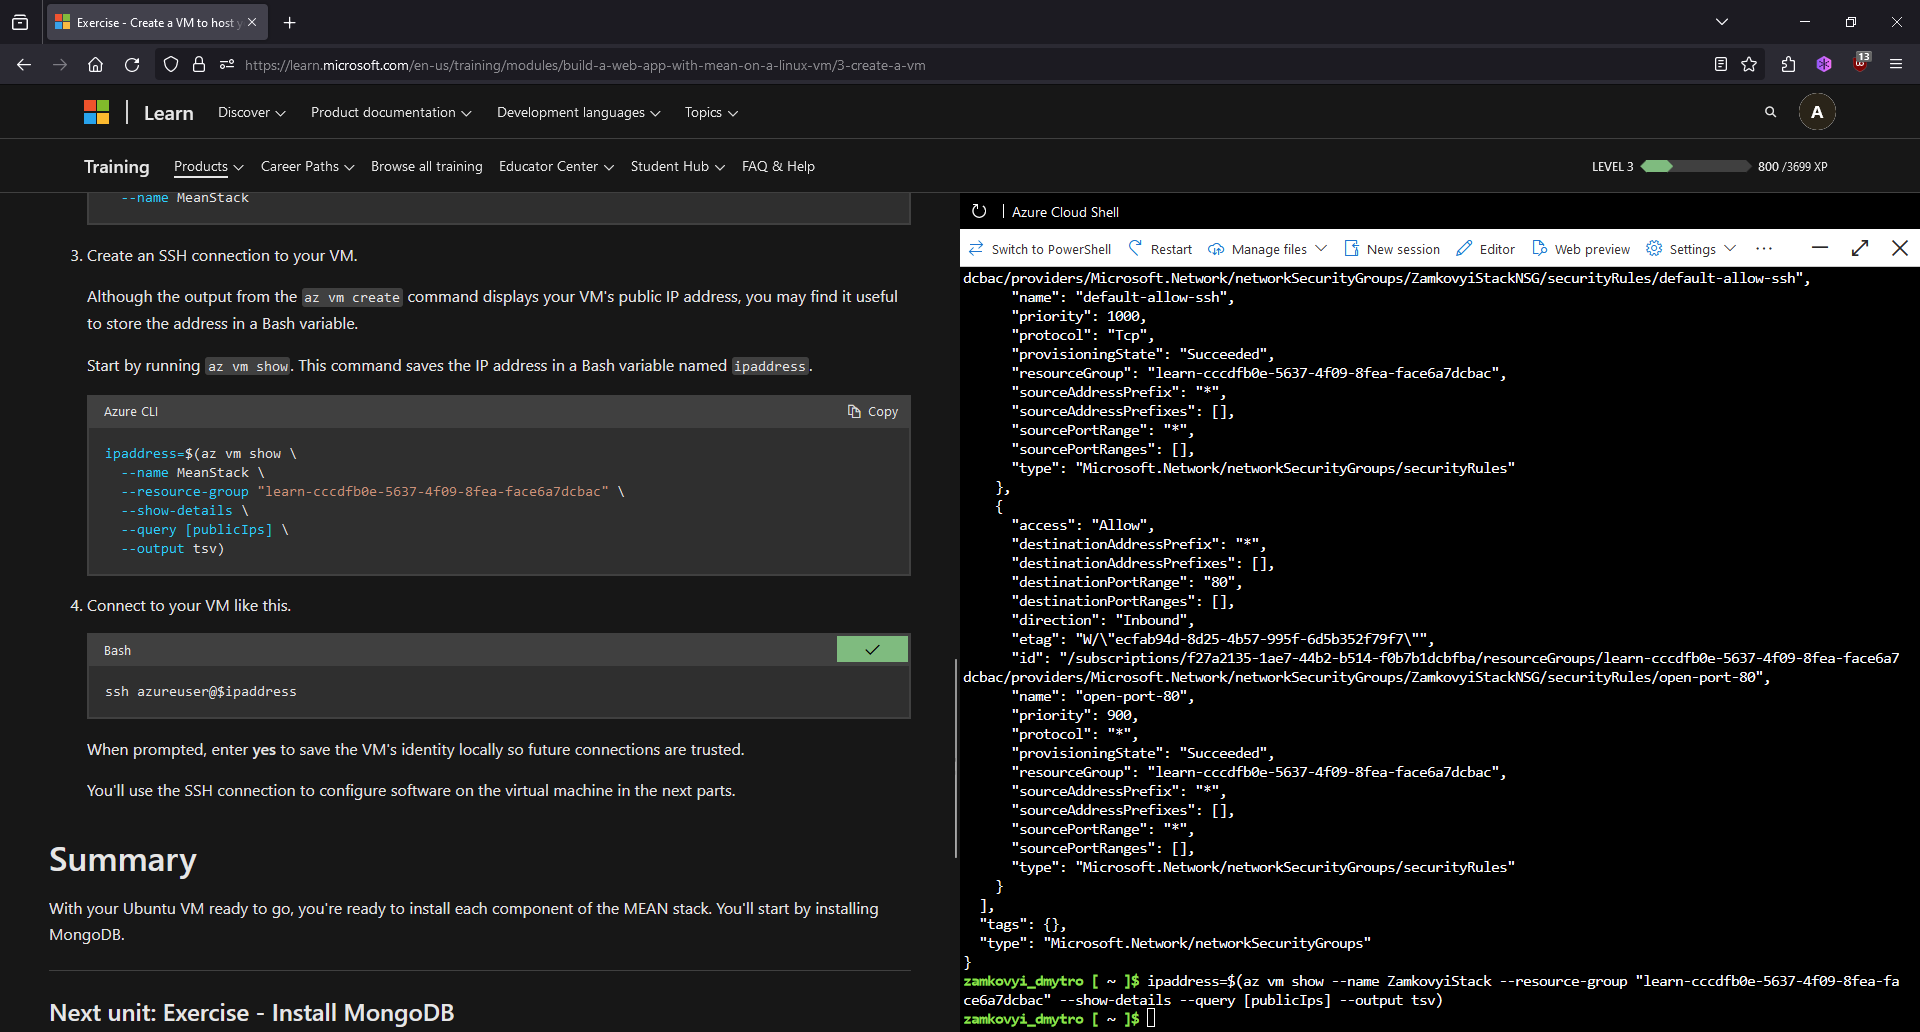 Exercise - Create a VM to host y
https://learn.microsoft.com/en-us/training/modules/build-a-web-app-with-mean-on-a-linux-vm/3-create-a-vm
13
Learn
Discover
Product documentation
Development languages
Topics
A
Training
Products
Career Paths
Browse all training
Educator Center
Student Hub
FAQ & Help
LEVEL 3
800 /3699 XP
--name MeanStack
3. Create an SSH connection to your VM.
Although the output from the az vm create command displays your VM's public IP address, you may find it useful
to store the address in a Bash variable.
Start by running az vm show. This command saves the IP address in a Bash variable named ipaddress.
Azure CLI
Copy
ipaddress=$(az vm show \
--name MeanStack \
--resource-group "learn-cccdfb0e-5637-4f09-8fea-face6a7dcbac" \
--show-details \
--query [publicIps] \
--output tsv)
4. Connect to your VM like this.
Bash
ssh azureuser@$ipaddress
When prompted, enter yes to save the VM's identity locally so future connections are trusted.
You'll use the SSH connection to configure software on the virtual machine in the next parts.
Summary
With your Ubuntu VM ready to go, you're ready to install each component of the MEAN stack. You'll start by installing
MongoDB.
Next unit: Exercise - Install MongoDB
Azure Cloud Shell
Switch to PowerShell
Restart
Manage files
New session
Editor
Web preview
Settings
dcbac/providers/Microsoft.Network/networkSecurityGroups/ZamkovyiStackNSG/securityRules/default-allow-ssh",
"name": "default-allow-ssh",
"priority": 1000,
"protocol": "Tcp",
"provisioningState": "Succeeded",
"resourceGroup": "learn-cccdfb0e-5637-4f09-8fea-face6a7dcbac",
"sourceAddressPrefix": "*",
"sourceAddressPrefixes": [],
"sourcePortRange": "*",
"sourcePortRanges": [],
"type": "Microsoft.Network/networkSecurityGroups/securityRules"
},
{
"access": "Allow",
"destinationAddressPrefix": "*",
"destinationAddressPrefixes": [],
"destinationPortRange": "80",
"destinationPortRanges": [],
"direction": "Inbound",
"etag": "W/\"ecfab94d-8d25-4b57-995f-6d5b352f79f7\"",
"id": "/subscriptions/f27a2135-1ae7-44b2-b514-f0b7b1dcbfba/resourceGroups/learn-cccdfb0e-5637-4f09-8fea-face6a7
dcbac/providers/Microsoft.Network/networkSecurityGroups/ZamkovyiStackNSG/securityRules/open-port-80",
"name": "open-port-80",
"priority": 900,
"protocol": "*",
"provisioningState": "Succeeded",
"resourceGroup": "learn-cccdfb0e-5637-4f09-8fea-face6a7dcbac",
"sourceAddressPrefix": "*",
"sourceAddressPrefixes": [],
"sourcePortRange": "*",
"sourcePortRanges": [],
"type": "Microsoft.Network/networkSecurityGroups/securityRules"
}
],
"tags": {},
"type": "Microsoft.Network/networkSecurityGroups"
}
zamkovyi_dmytro [ ~ ]$ ipaddress=$(az vm show --name ZamkovyiStack --resource-group "learn-cccdfb0e-5637-4f09-8fea-fa
ce6a7dcbac" --show-details --query [publicIps] --output tsv)
zamkovyi_dmytro [ ~ ]$